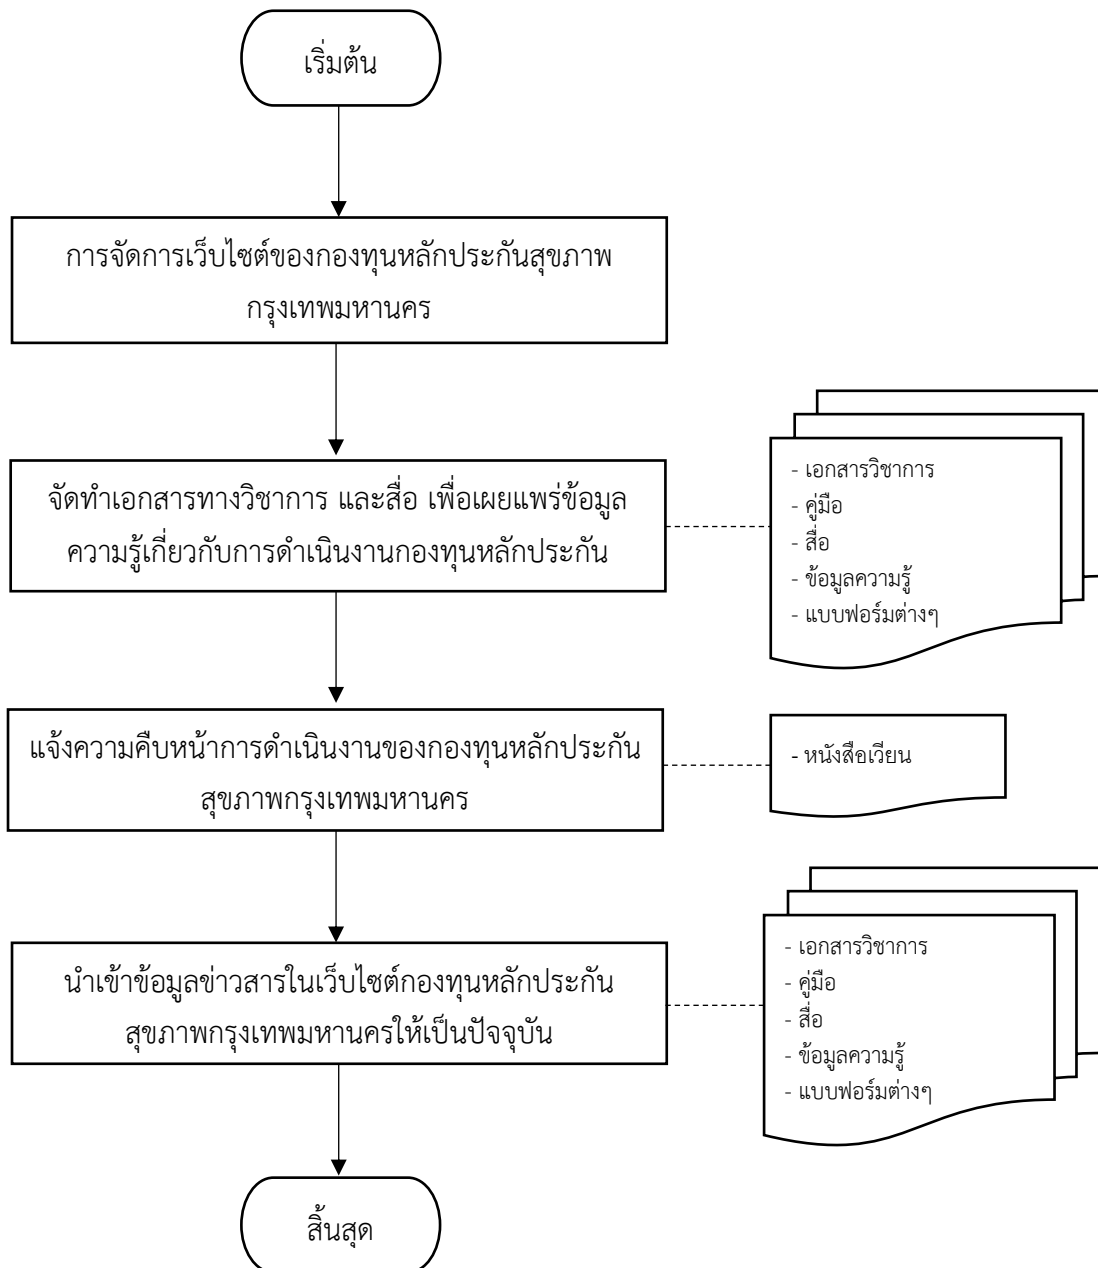 เริ่มต้น
การจัดการเว็บไซต์ของกองทุนหลักประกันสุขภาพ
กรุงเทพมหานคร
จัดทำเอกสารทางวิชาการ และสื่อ เพื่อเผยแพร่ข้อมูล
ความรู้เกี่ยวกับการดำเนินงานกองทุนหลักประกัน
- เอกสารวิชาการ
- คู่มือ
- สื่อ
- ข้อมูลความรู้
- แบบฟอร์มต่างๆ
แจ้งความคืบหน้าการดำเนินงานของกองทุนหลักประกัน
สุขภาพกรุงเทพมหานคร
- หนังสือเวียน
นำเข้าข้อมูลข่าวสารในเว็บไซต์กองทุนหลักประกัน
สุขภาพกรุงเทพมหานครให้เป็นปัจจุบัน
- เอกสารวิชาการ
- คู่มือ
- สื่อ
- ข้อมูลความรู้
- แบบฟอร์มต่างๆ
สิ้นสุด